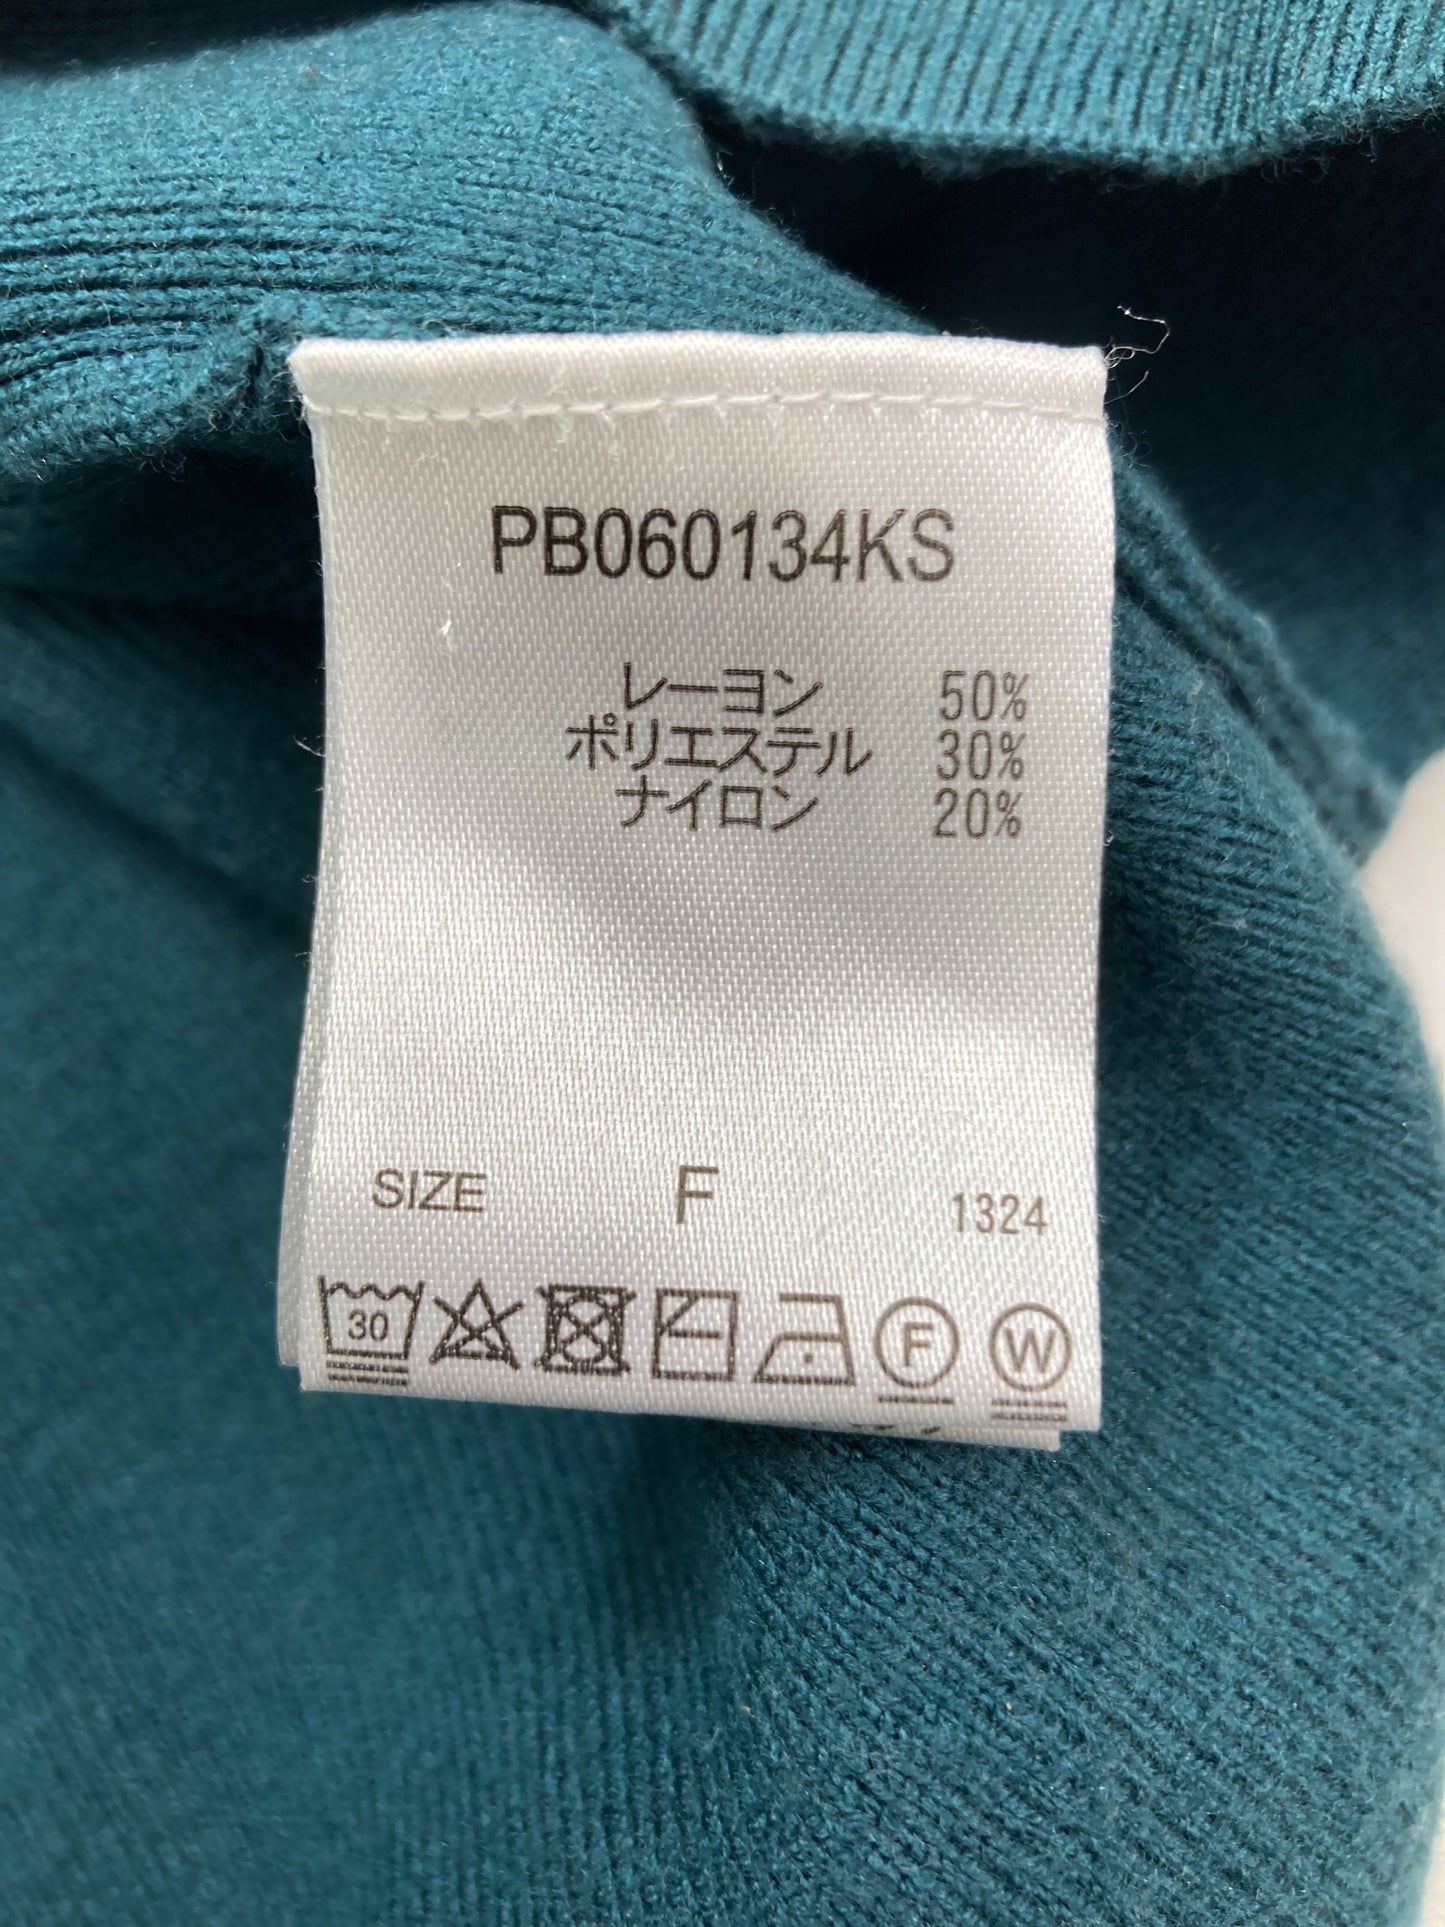 PB060134KS
レーヨン 50%
ポリエステル 30%
ナイロン 20%
SIZE F 1324
30 F W